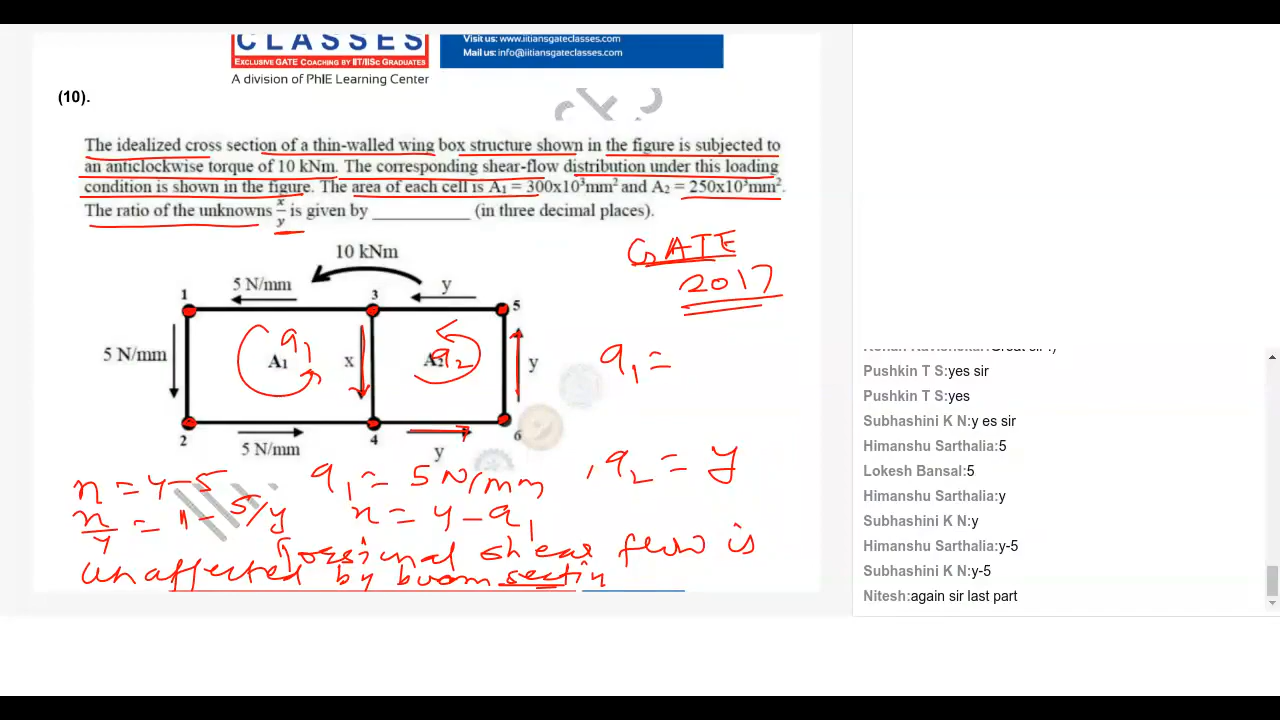 CLASSES
EXCLUSIVE GATE COACHING BY IIT/IISc GRADUATES
A division of PhIE Learning Center
Visit us: www.iitiansgateclasses.com
Mail us: info@iitiansgateclasses.com
(10).
The idealized cross section of a thin-walled wing box structure shown in the figure is subjected to
an anticlockwise torque of 10 kNm. The corresponding shear-flow distribution under this loading
condition is shown in the figure. The area of each cell is A₁ = 300x10³mm² and A₂ = 250x10³mm².
The ratio of the unknowns x/y is given by __________ (in three decimal places).
GATE
2017
10 kNm
5 N/mm
y
1
3
5
5 N/mm
q₁
A₁
x
A₂
q₂
y
q₁ =
2
5 N/mm
4
y
6
x = y - 5
q₁ = 5 N/mm
, q₂ = y
x/y = 1 - 5/y
x = y - q₁
Torsional shear flow is
unaffected by boom section
Pushkin T S:yes sir
Pushkin T S:yes
Subhashini K N:y es sir
Himanshu Sarthalia:5
Lokesh Bansal:5
Himanshu Sarthalia:y
Subhashini K N:y
Himanshu Sarthalia:y-5
Subhashini K N:y-5
Nitesh:again sir last part